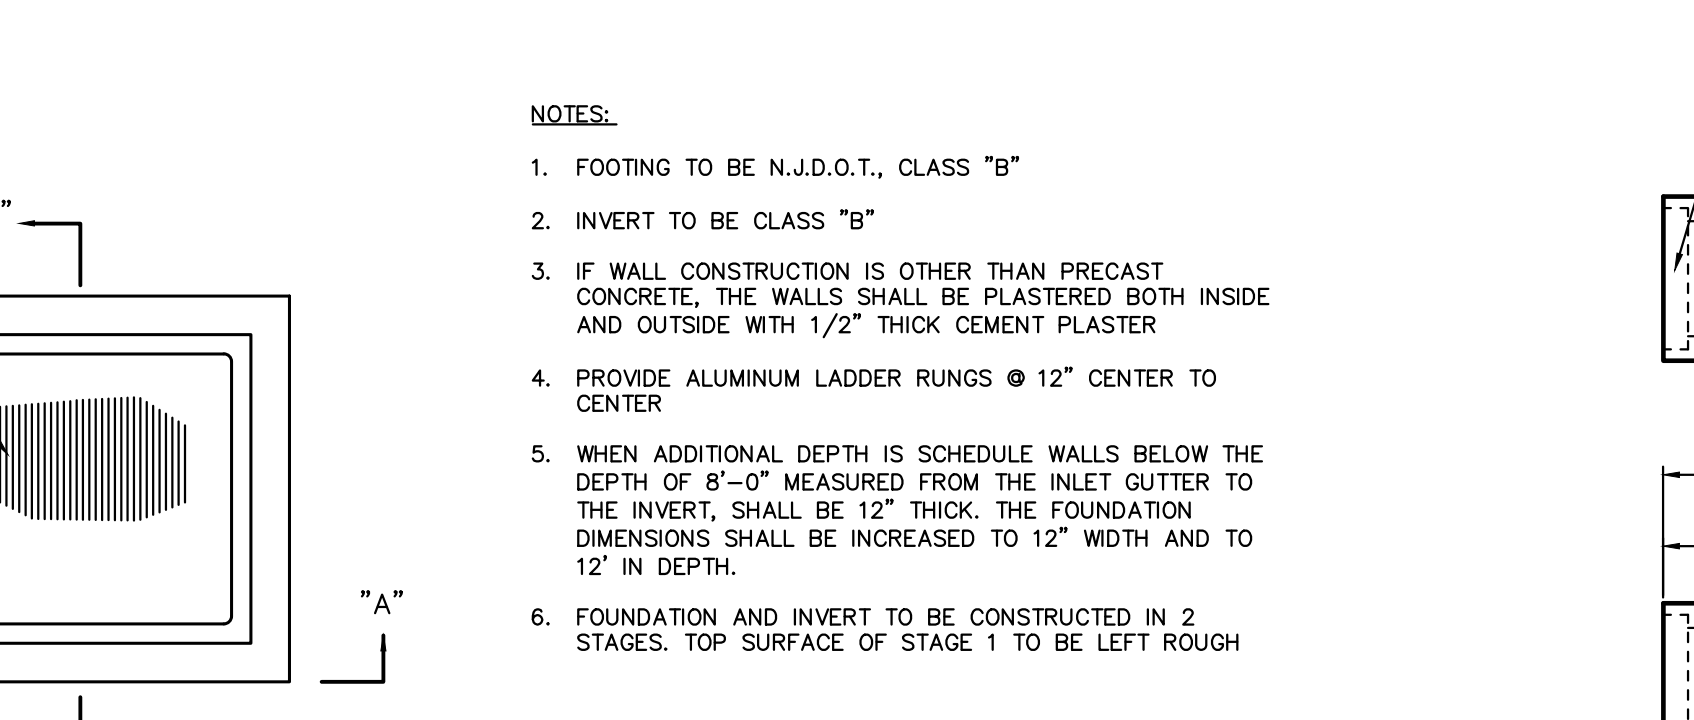 NOTES:
1. FOOTING TO BE N.J.D.O.T., CLASS "B"
"
2. INVERT TO BE CLASS "B"
3. IF WALL CONSTRUCTION IS OTHER THAN PRECAST
CONCRETE, THE WALLS SHALL BE PLASTERED BOTH INSIDE
AND OUTSIDE WITH 1/2" THICK CEMENT PLASTER
4. PROVIDE ALUMINUM LADDER RUNGS @ 12" CENTER TO
CENTER
5. WHEN ADDITIONAL DEPTH IS SCHEDULE WALLS BELOW THE
DEPTH OF 8'-0" MEASURED FROM THE INLET GUTTER TO
THE INVERT, SHALL BE 12" THICK. THE FOUNDATION
DIMENSIONS SHALL BE INCREASED TO 12" WIDTH AND TO
12' IN DEPTH.
"A"
6. FOUNDATION AND INVERT TO BE CONSTRUCTED IN 2
STAGES. TOP SURFACE OF STAGE 1 TO BE LEFT ROUGH